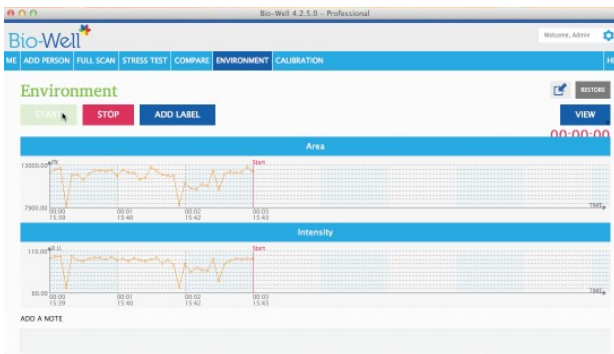 Bio-Well 4.2.5.0 - Professional
Bio-Well
Welcome, Admin
ME ADD PERSON FULL SCAN STRESS TEST COMPARE ENVIRONMENT CALIBRATION HE
Environment
RESTORE
START STOP ADD LABEL VIEW
00:00:00
Area
13000.00 PX Start
7900.00 00:00 00:01 00:02 00:03 TIME
15:39 15:40 15:42 15:43
Intensity
110.00 R.U. Start
60.00 00:00 00:01 00:02 00:03 TIME
15:39 15:40 15:42 15:43
ADD A NOTE